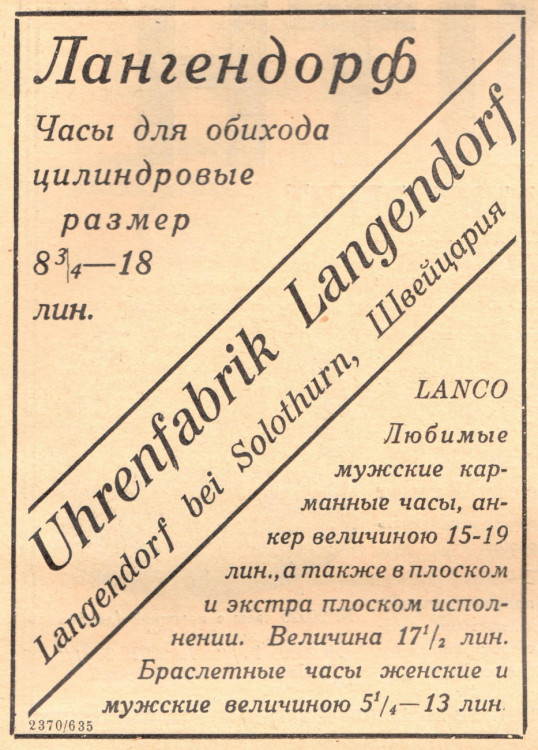 Лангендорф
Часы для обихода
цилиндровые
размер
8 3/4—18
лин.
Uhrenfabrik Langendorf
Langendorf bei Solothurn, Швейцария
LANCO
Любимые
мужские кар-
манные часы, ан-
кер величиною 15-19
лин., а также в плоском
и экстра плоском испол-
нении. Величина 17 1/2 лин.
Браслетные часы женские и
мужские величиною 5 1/4—13 лин.
2370/635